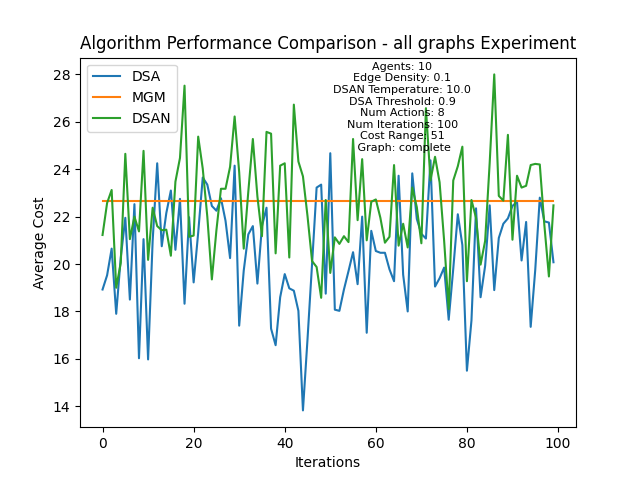 Algorithm Performance Comparison - all graphs Experiment
DSA
MGM
DSAN
Agents: 10
Edge Density: 0.1
DSAN Temperature: 10.0
DSA Threshold: 0.9
Num Actions: 8
Num Iterations: 100
Cost Range: 51
Graph: complete
Average Cost
28
26
24
22
20
18
16
14
0
20
40
60
80
100
Iterations